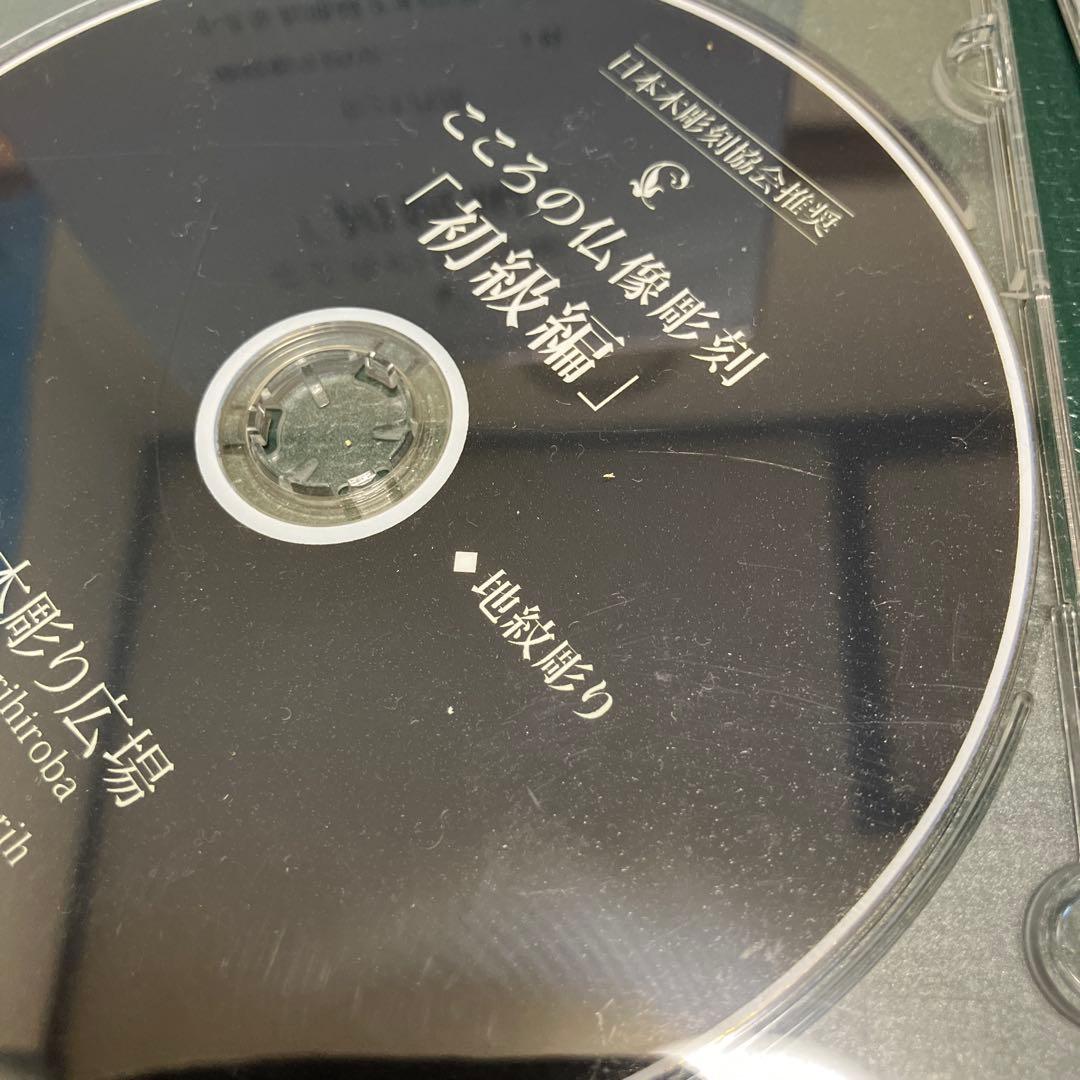 日本木彫刻協会推奨
こころの仏像彫刻
「初級編」
■地紋彫り
木彫り広場
rihiroba
rih